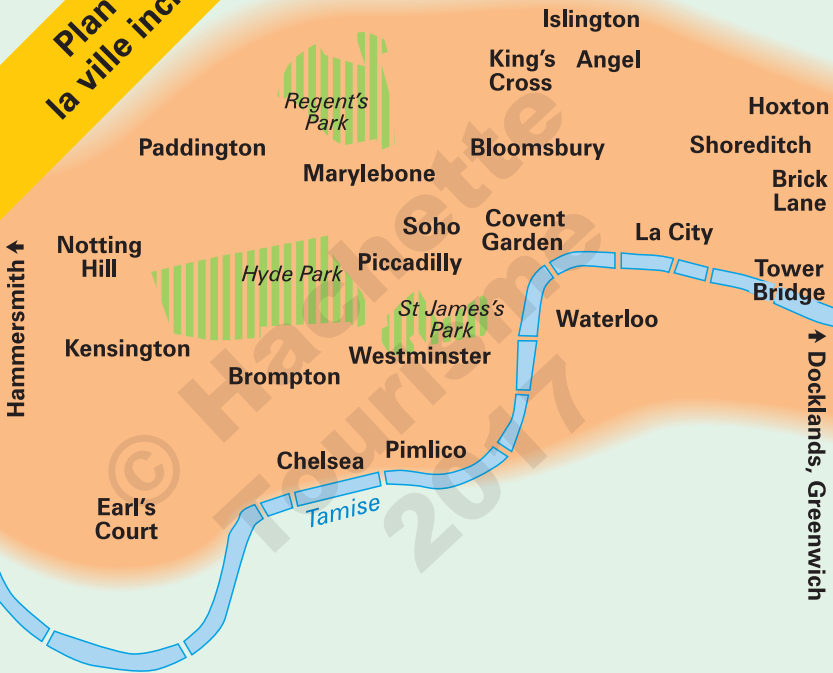 Plan
la ville inc
Islington
King's
Cross
Angel
Regent's
Park
Hoxton
Paddington
Bloomsbury
Shoreditch
Marylebone
Brick
Lane
Soho
Covent
Garden
La City
Notting
Hill
Hyde Park
Piccadilly
Tower
Bridge
Hammersmith
St James's
Park
Waterloo
Kensington
Westminster
Brompton
Docklands, Greenwich
Chelsea
Pimlico
Earl's
Court
Tamise
© Hachette
Tourisme
2017